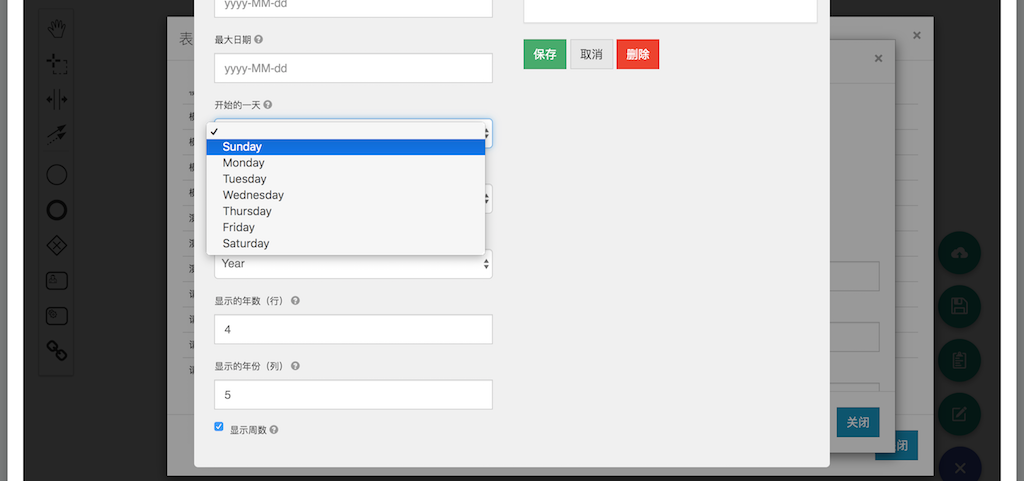 yyyy-MM-dd
最大日期
yyyy-MM-dd
开始的一天
✓
Sunday
Monday
Tuesday
Wednesday
Thursday
Friday
Saturday
Year
显示的年数（行）
4
显示的年份（列）
5
显示周数
保存
取消
删除
表
关闭
闭